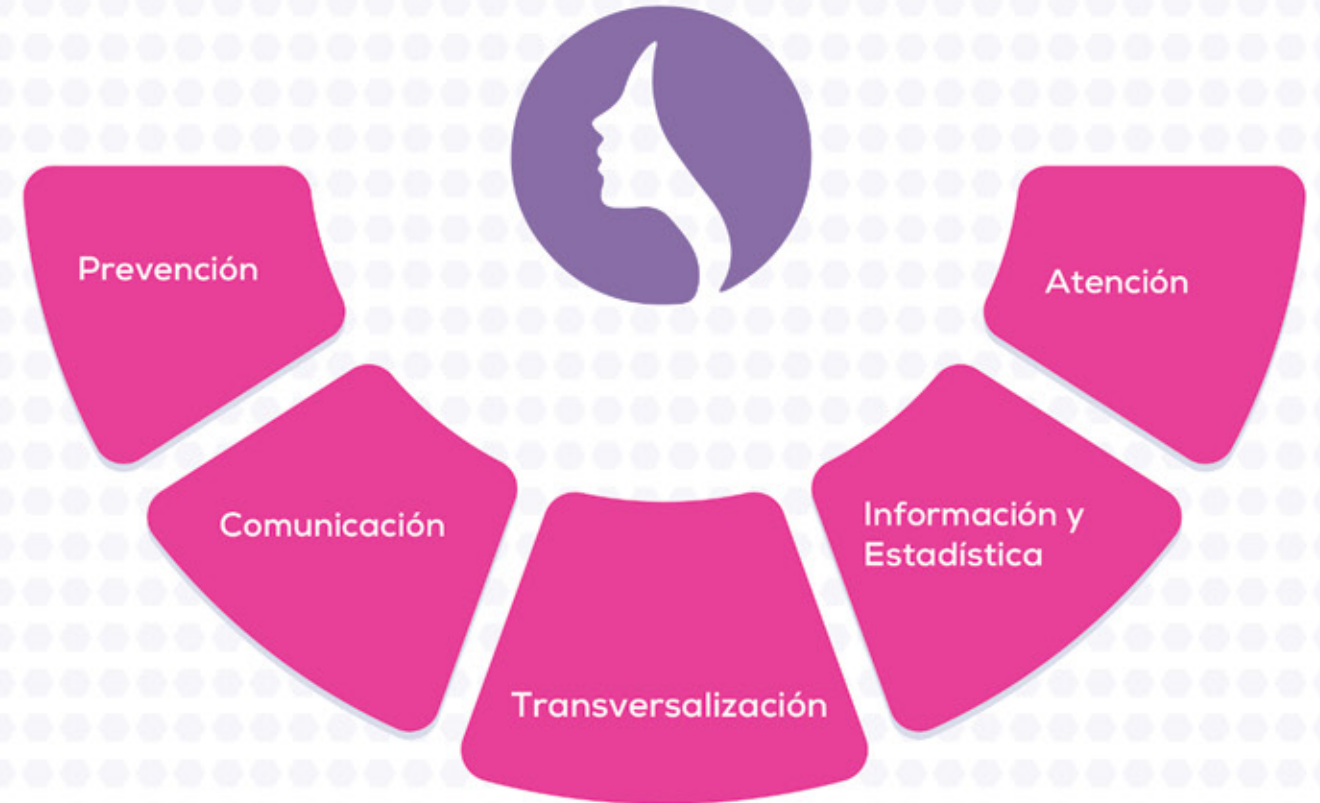 Prevención
Comunicación
Transversalización
Información y
Estadística
Atención